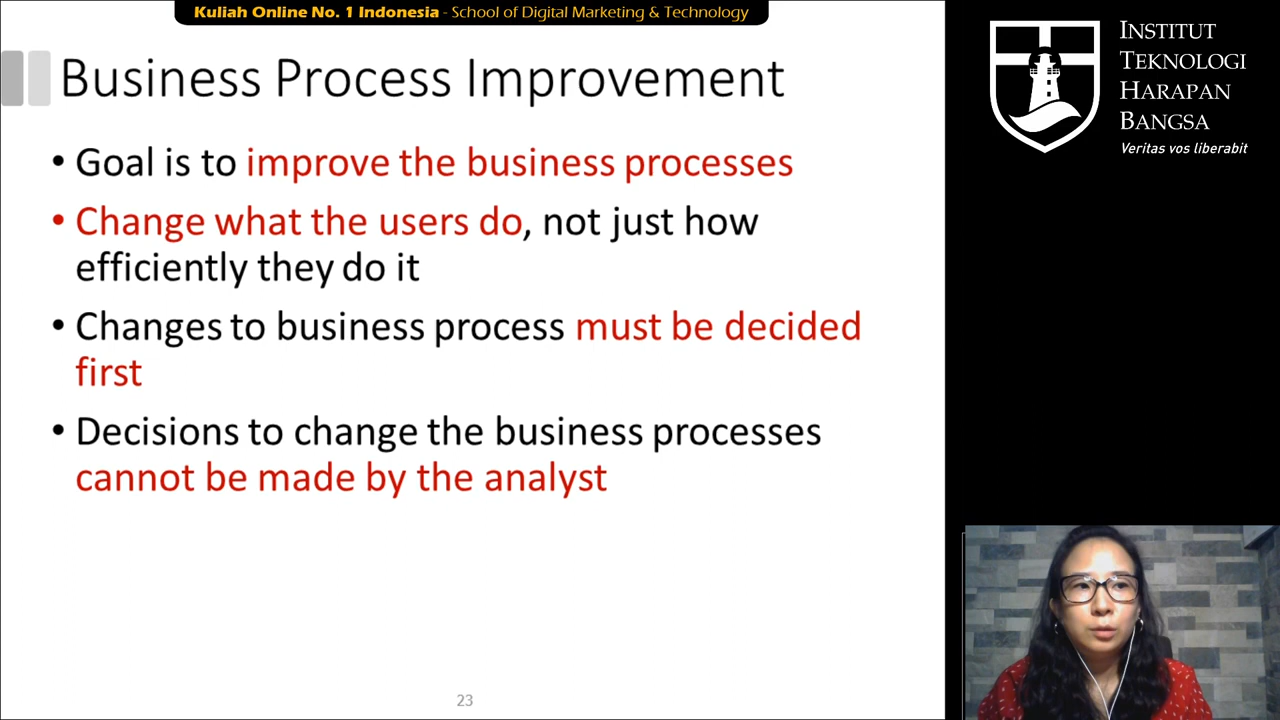 Kuliah Online No. 1 Indonesia - School of Digital Marketing & Technology
Business Process Improvement
• Goal is to improve the business processes
• Change what the users do, not just how
efficiently they do it
• Changes to business process must be decided
first
• Decisions to change the business processes
cannot be made by the analyst
23
INSTITUT
TEKNOLOGI
HARAPAN
BANGSA
Veritas vos liberabit